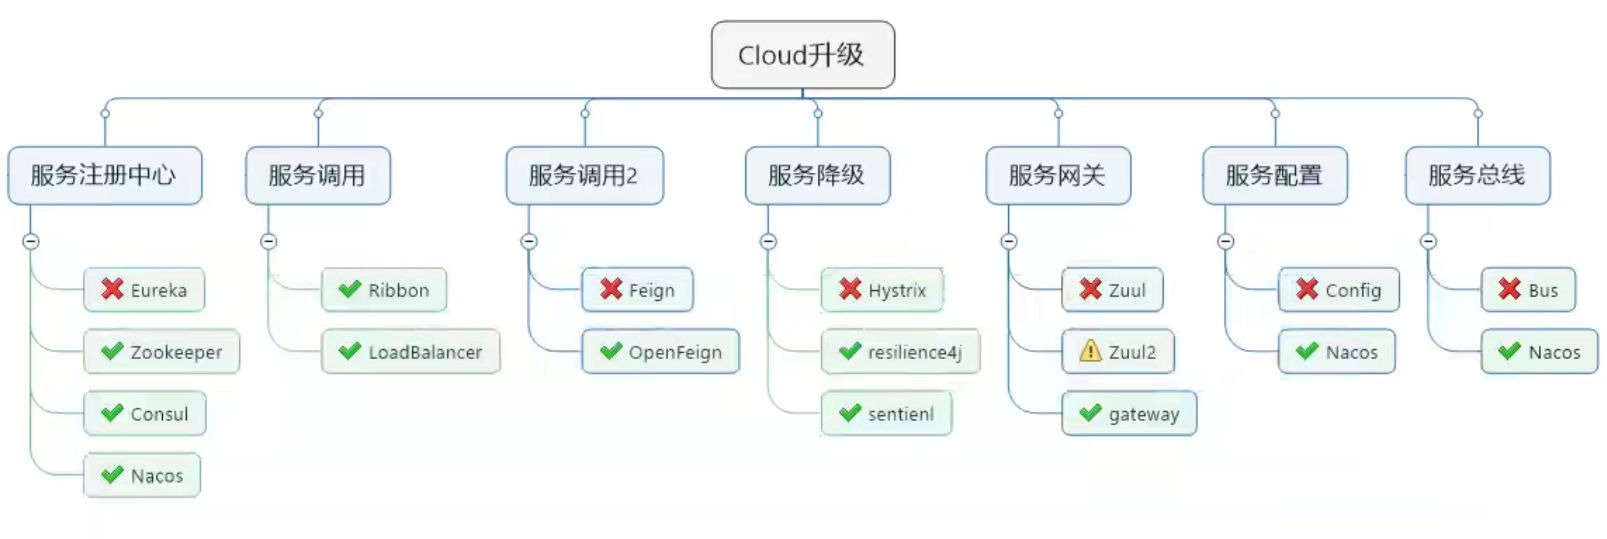 Cloud升级
服务注册中心
Eureka
Zookeeper
Consul
Nacos
服务调用
Ribbon
LoadBalancer
服务调用2
Feign
OpenFeign
服务降级
Hystrix
resilience4j
sentienl
服务网关
Zuul
Zuul2
gateway
服务配置
Config
Nacos
服务总线
Bus
Nacos